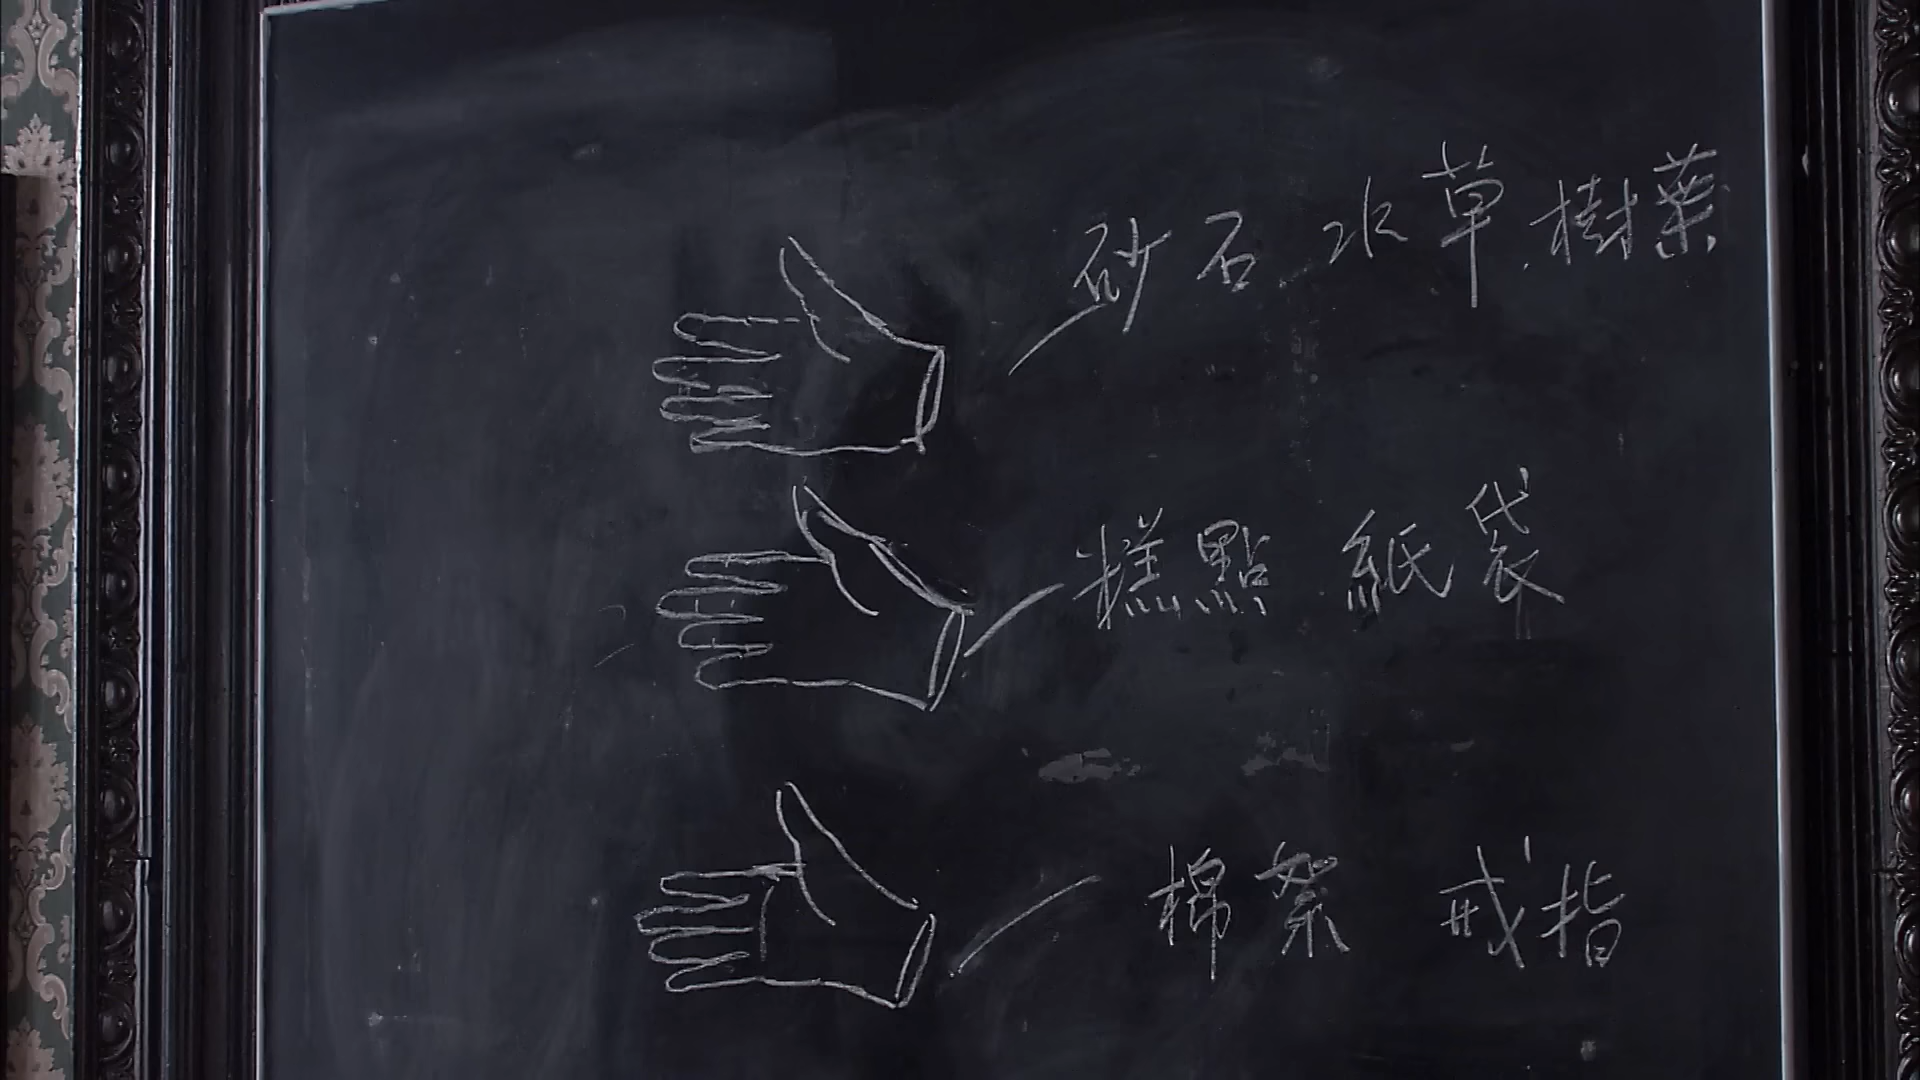 砂石 水草 樹葉
糕點 紙袋
棉絮 戒指